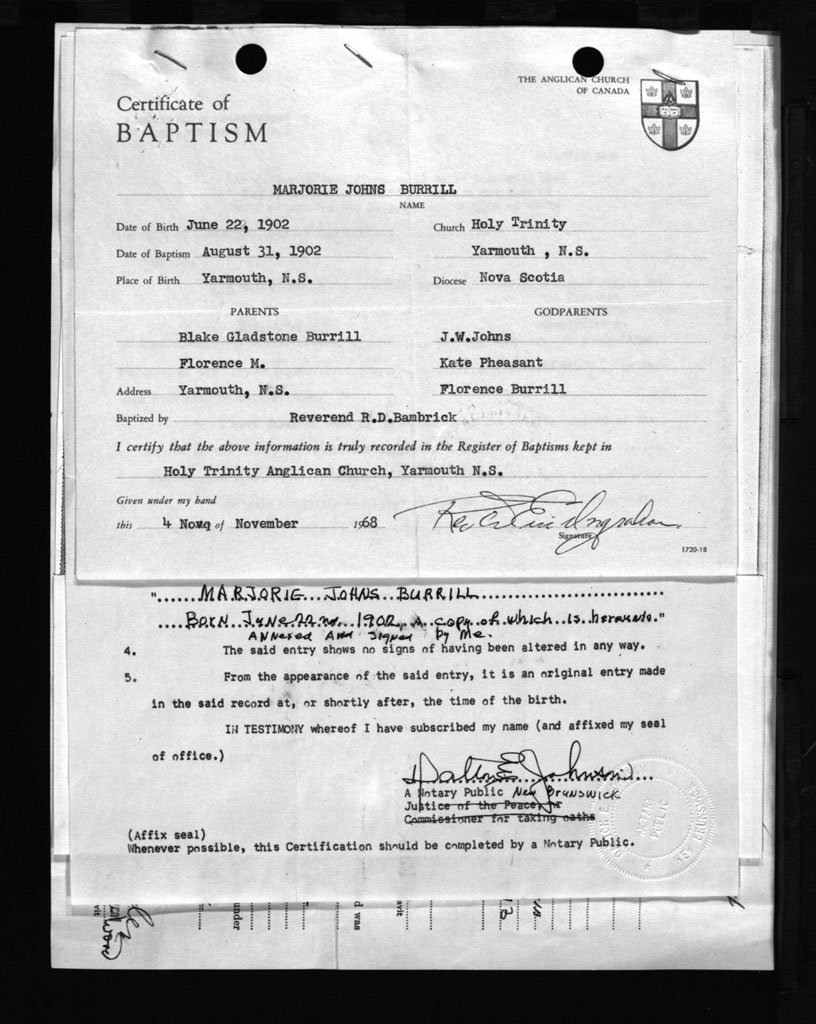 THE ANGLICAN CHURCH
OF CANADA
Certificate of
BAPTISM
MARJORIE JOHNS BURRILL
NAME
Date of Birth June 22, 1902
Church Holy Trinity
Date of Baptism August 31, 1902
Yarmouth , N.S.
Place of Birth Yarmouth, N.S.
Diocese Nova Scotia
PARENTS
GODPARENTS
Blake Gladstone Burrill
J.W.Johns
Florence M.
Kate Pheasant
Address Yarmouth, N.S.
Florence Burrill
Baptized by Reverend R.D.Bambrick
I certify that the above information is truly recorded in the Register of Baptisms kept in
Holy Trinity Anglican Church, Yarmouth N.S.
Given under my hand
this 4 of November 1968
Signature
1720-18
"......MARJORIE...JOHNS..BURRILL..............................
....BORN..June.22nd..1902,.A..copy.of.which..is..hereunto."
ANNEXED AND Signed by Me.
4. The said entry shows no signs of having been altered in any way.
5. From the appearance of the said entry, it is an original entry made
in the said record at, or shortly after, the time of the birth.
IN TESTIMONY whereof I have subscribed my name (and affixed my seal
of office.)
Dalton E Johnson...
A Notary Public New Brunswick
Justice of the Peace, or
Commissioner for taking oaths
(Affix seal)
Whenever possible, this Certification should be completed by a Notary Public.
NOTARY
PUBLIC
under
d was